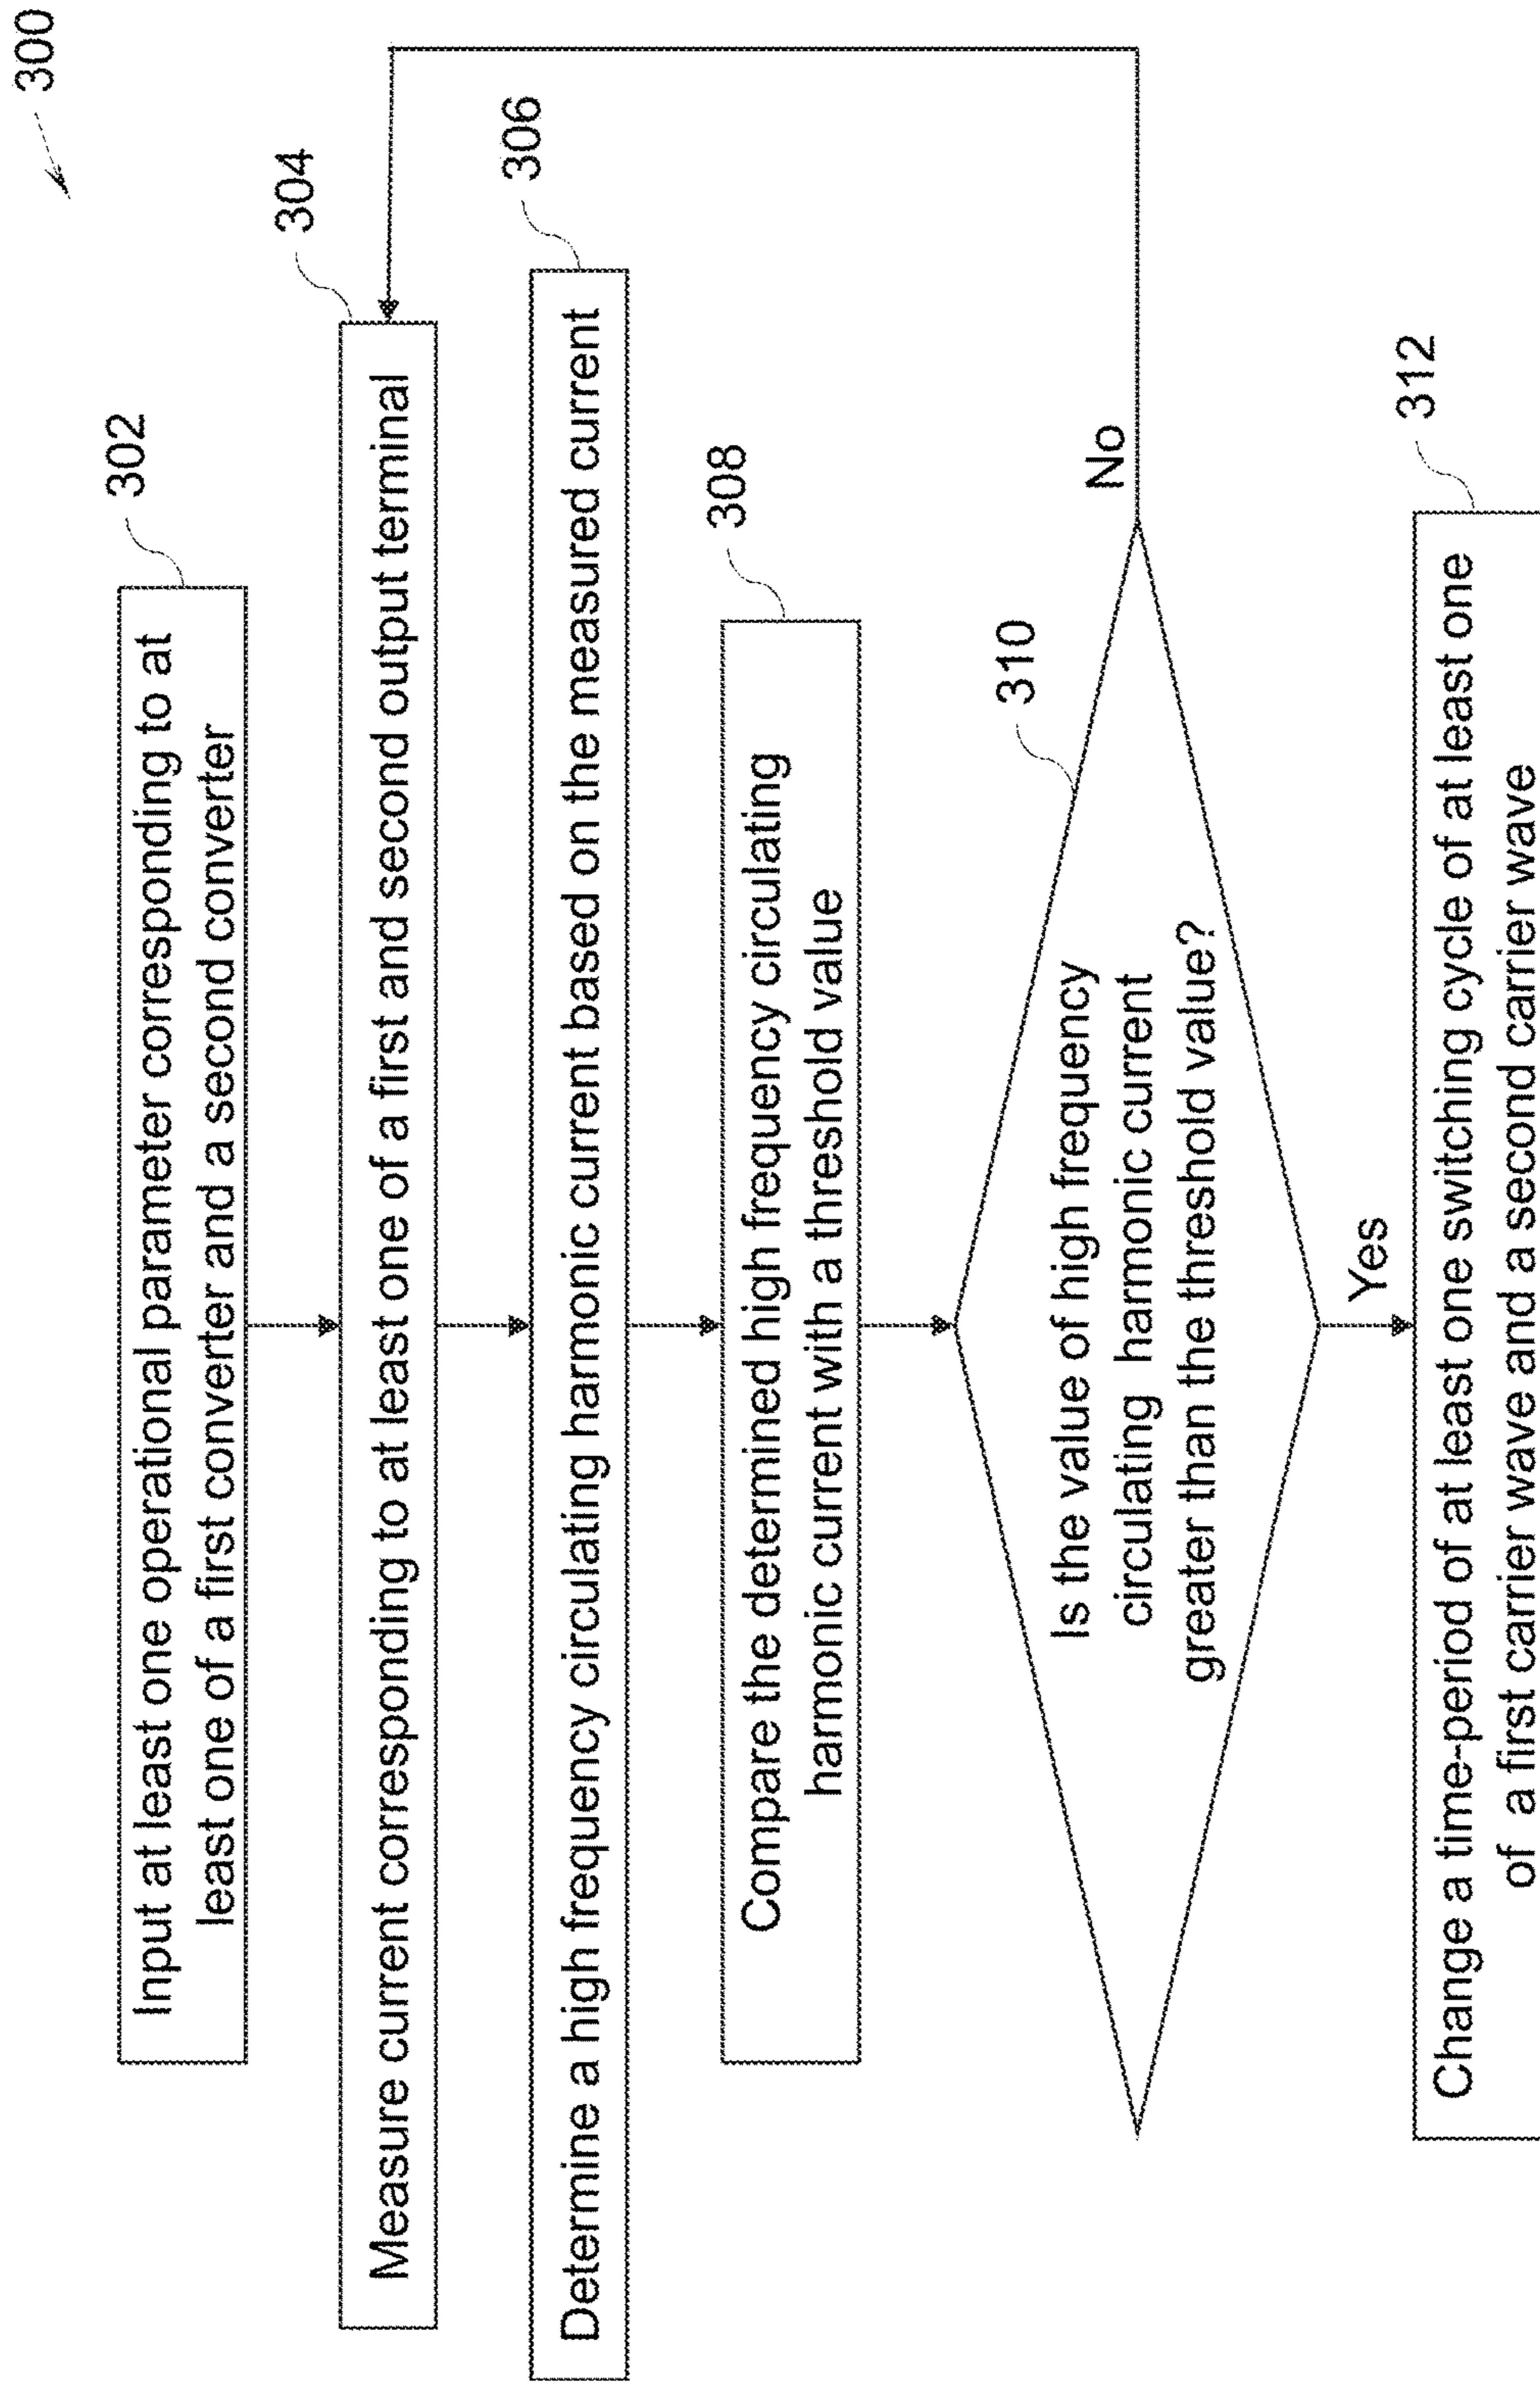 300
302
Input at least one operational parameter corresponding to at
least one of a first converter and a second converter
304
Measure current corresponding to at least one of a first and second output terminal
306
Determine a high frequency circulating harmonic current based on the measured current
308
Compare the determined high frequency circulating
harmonic current with a threshold value
310
Is the value of high frequency
circulating harmonic current
greater than the threshold value?
No
Yes
312
Change a time-period of at least one switching cycle of at least one
of a first carrier wave and a second carrier wave